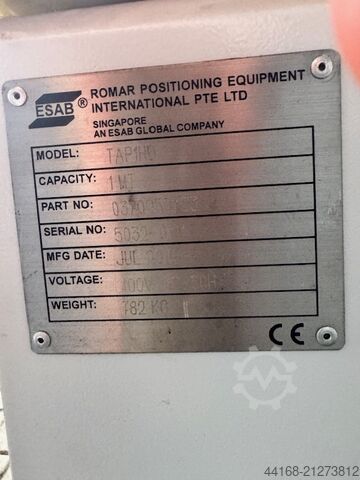 ESAB ®
ROMAR POSITIONING EQUIPMENT
INTERNATIONAL PTE LTD
SINGAPORE
AN ESAB GLOBAL COMPANY
MODEL:
CAPACITY: 1 MT
PART NO:
SERIAL NO:
MFG DATE: JUL
VOLTAGE:
WEIGHT: 782 KG
CE
44168-21273812